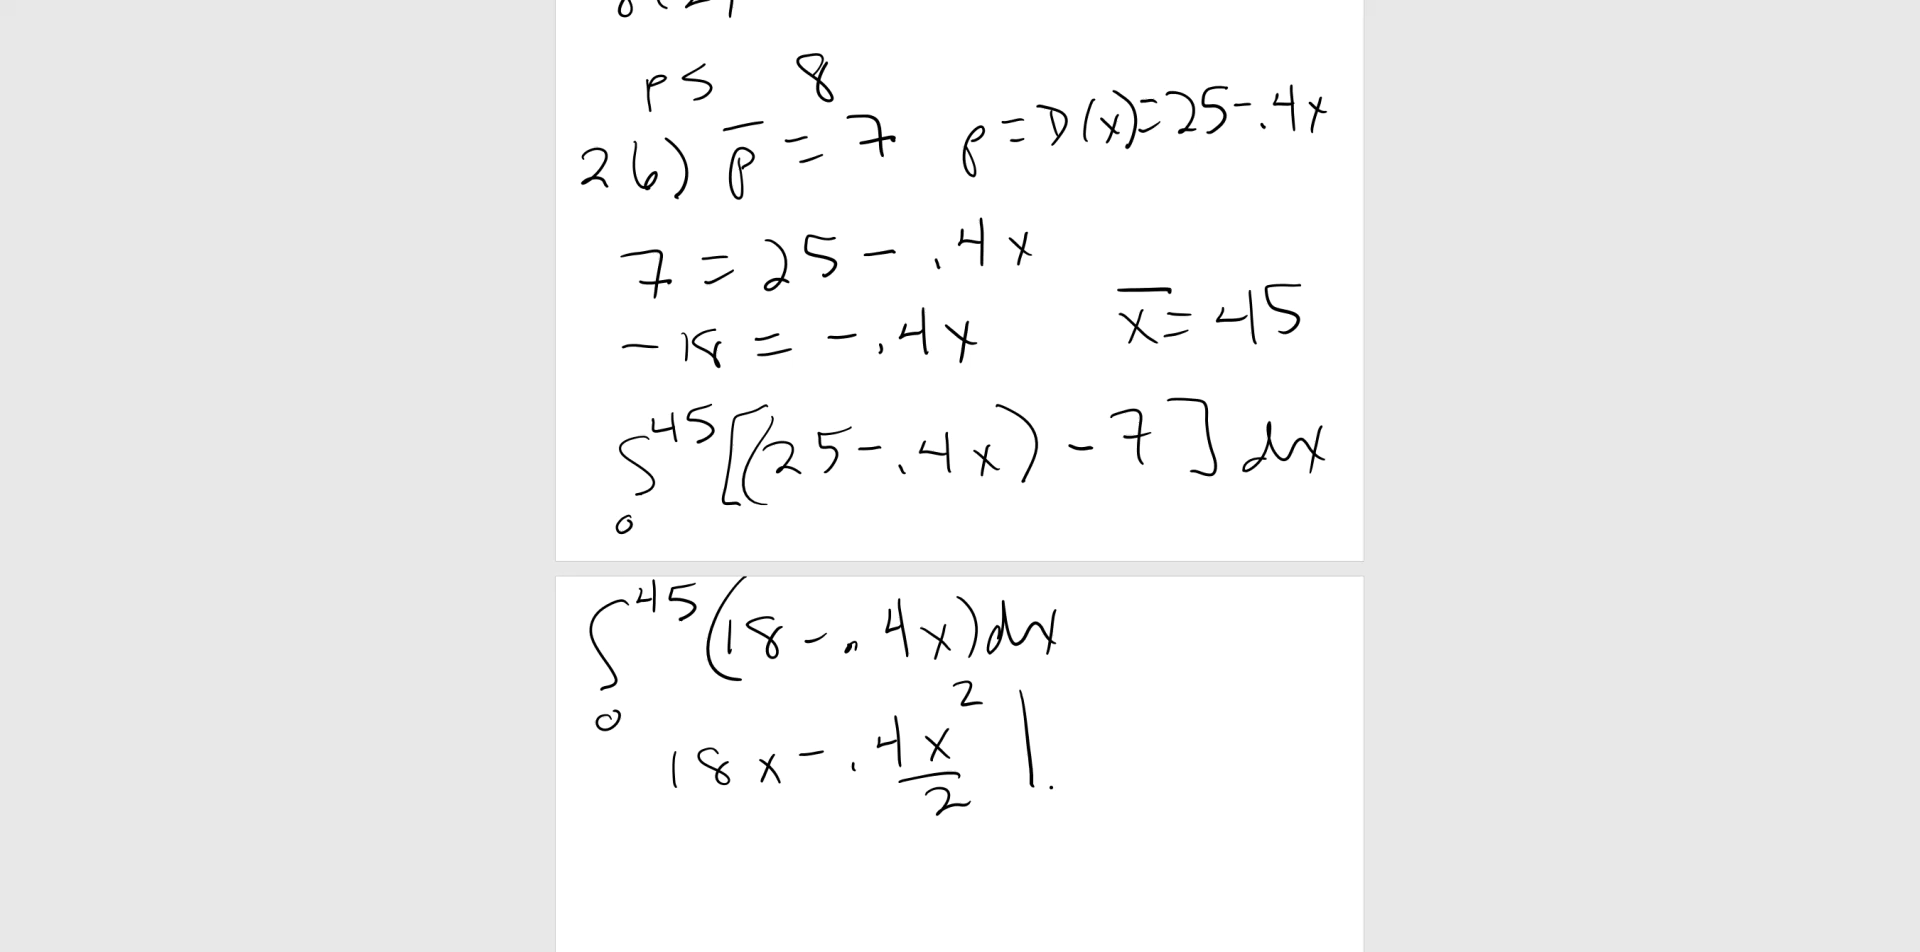 ps 8
26) p̅ = 7 p = D(x) = 25 - .4x
7 = 25 - .4x
-18 = -.4x x̅ = 45
∫₀⁴⁵ [(25 - .4x) - 7] dx
∫₀⁴⁵ (18 - .4x) dx
18x - .4x²/2 |.